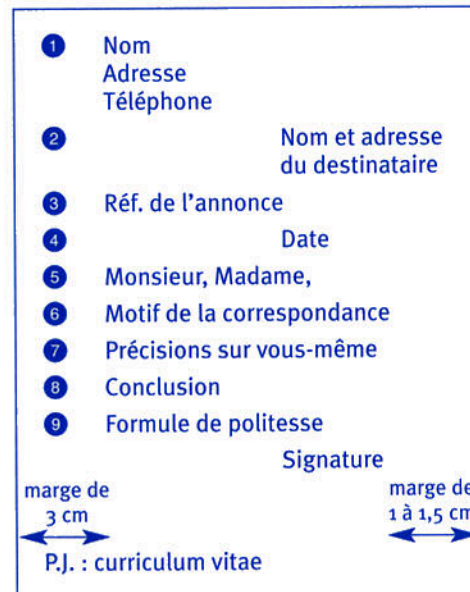 1 Nom
Adresse
Téléphone
2 Nom et adresse
du destinataire
3 Réf. de l'annonce
4 Date
5 Monsieur, Madame,
6 Motif de la correspondance
7 Précisions sur vous-même
8 Conclusion
9 Formule de politesse
Signature
marge de
3 cm
marge de
1 à 1,5 cm
P.J. : curriculum vitae